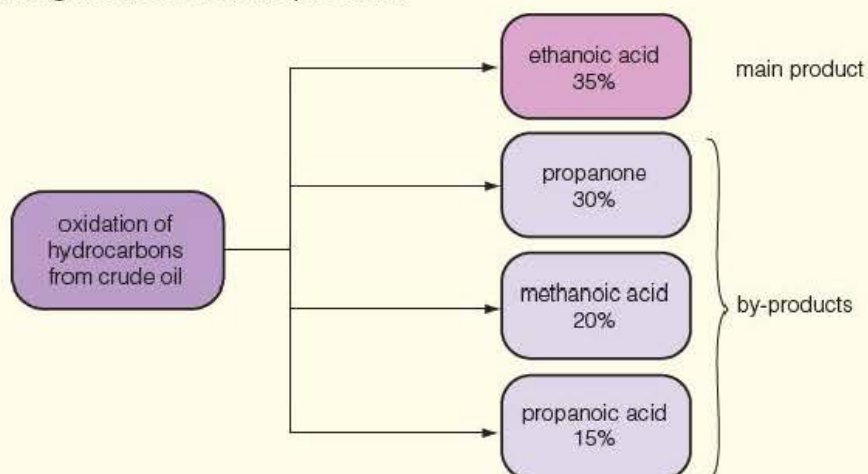 oxidation of
hydrocarbons
from crude oil
ethanoic acid
35%
main product
propanone
30%
methanoic acid
20%
propanoic acid
15%
by-products